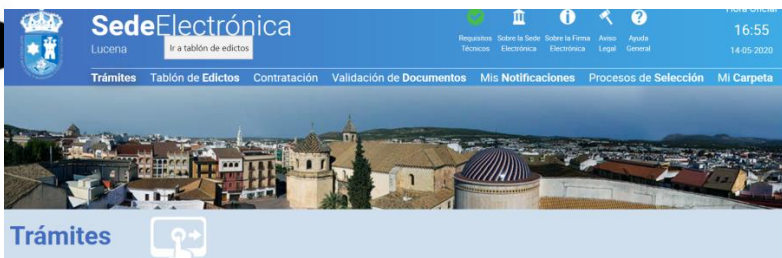 SedeElectrónica
Lucena
Ir a tablón de edictos
Requisitos Técnicos
Sobre la Sede Electrónica
Sobre la Firma Electrónica
Aviso Legal
Ayuda General
Hora Oficial
16:55
14-05-2020
Trámites Tablón de Edictos Contratación Validación de Documentos Mis Notificaciones Procesos de Selección Mi Carpeta
Trámites